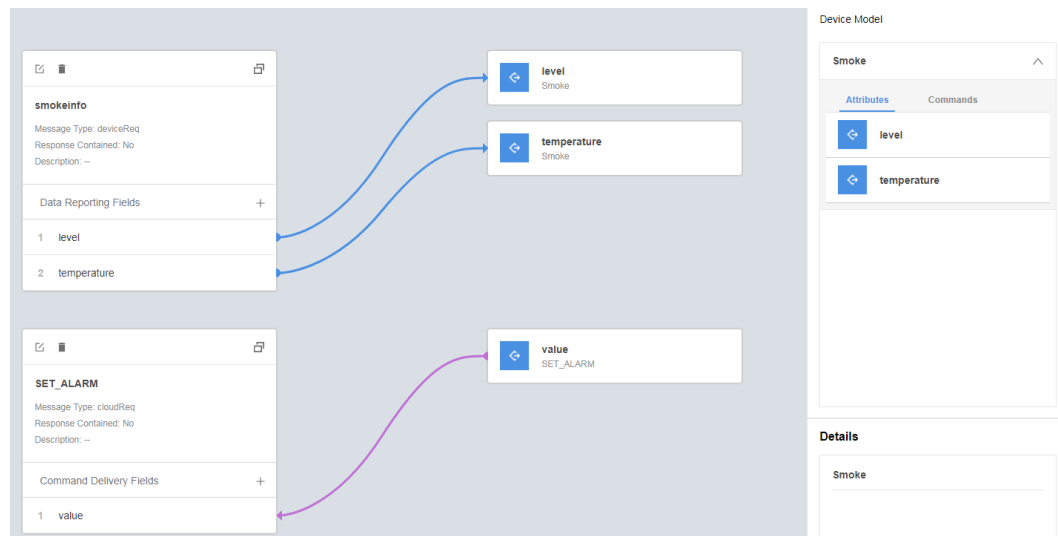 smokeinfo
Message Type: deviceReq
Response Contained: No
Description: --
Data Reporting Fields
1 level
2 temperature
level
Smoke
temperature
Smoke
SET_ALARM
Message Type: cloudReq
Response Contained: No
Description: --
Command Delivery Fields
1 value
value
SET_ALARM
Device Model
Smoke
Attributes Commands
level
temperature
Details
Smoke